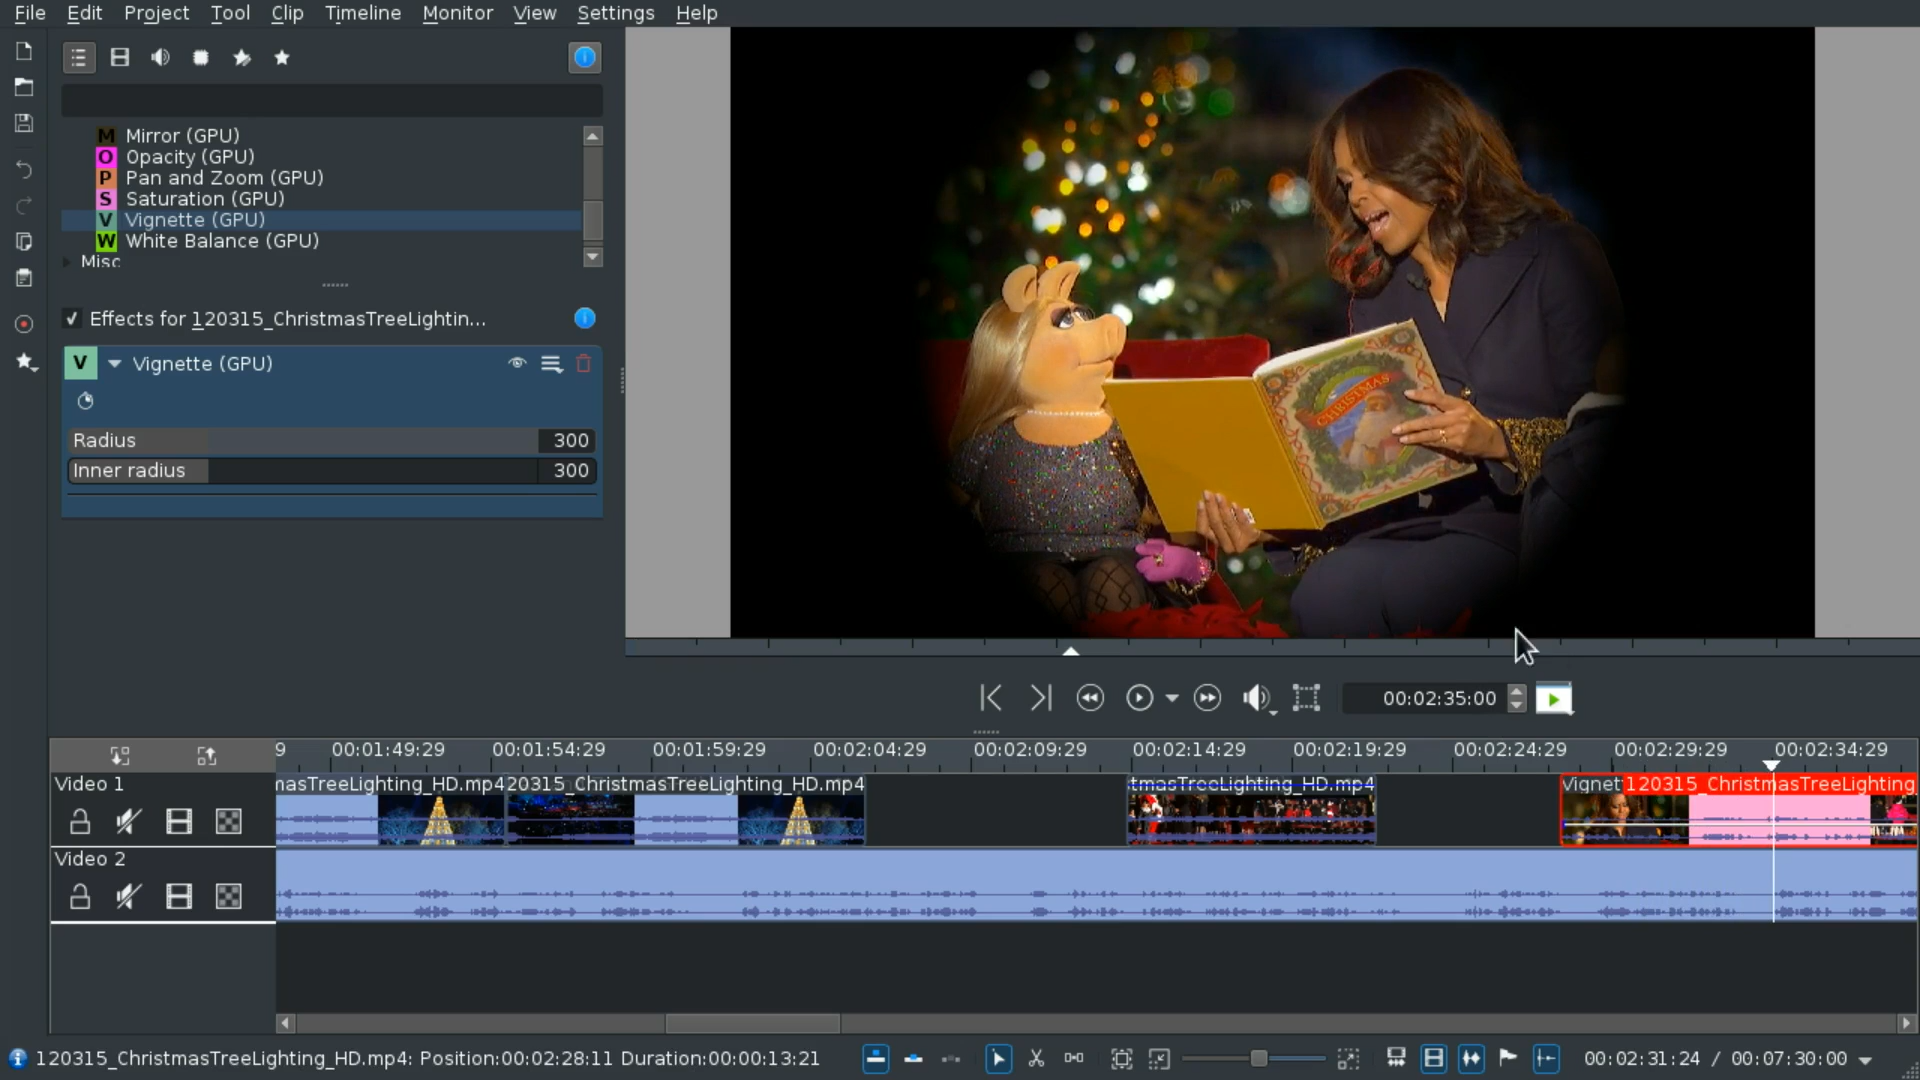 File Edit Project Tool Clip Timeline Monitor View Settings Help
M Mirror (GPU)
O Opacity (GPU)
P Pan and Zoom (GPU)
S Saturation (GPU)
V Vignette (GPU)
W White Balance (GPU)
Misc
Effects for 120315_ChristmasTreeLightin...
V Vignette (GPU)
Radius 300
Inner radius 300
CHRISTMAS
00:02:35:00
9 00:01:49:29 00:01:54:29 00:01:59:29 00:02:04:29 00:02:09:29 00:02:14:29 00:02:19:29 00:02:24:29 00:02:29:29 00:02:34:29
Video 1
masTreeLighting_HD.mp4 20315_ChristmasTreeLighting_HD.mp4 tmasTreeLighting_HD.mp4 Vignet 120315_ChristmasTreeLighting
Video 2
120315_ChristmasTreeLighting_HD.mp4: Position:00:02:28:11 Duration:00:00:13:21
00:02:31:24 / 00:07:30:00